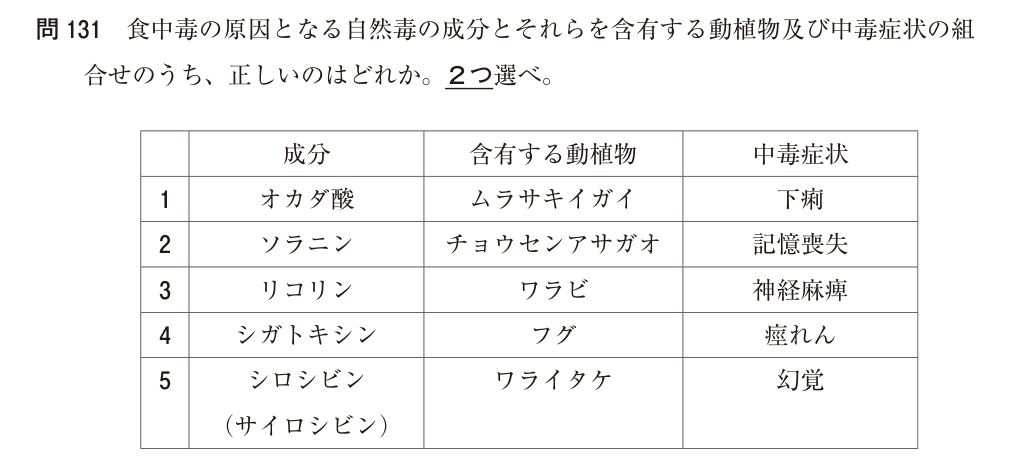 問 131 食中毒の原因となる自然毒の成分とそれらを含有する動植物及び中毒症状の組
合せのうち、正しいのはどれか。2つ選べ。
成分 含有する動植物 中毒症状
1 オカダ酸 ムラサキイガイ 下痢
2 ソラニン チョウセンアサガオ 記憶喪失
3 リコリン ワラビ 神経麻痺
4 シガトキシン フグ 痙れん
5 シロシビン ワライタケ 幻覚
(サイロシビン)